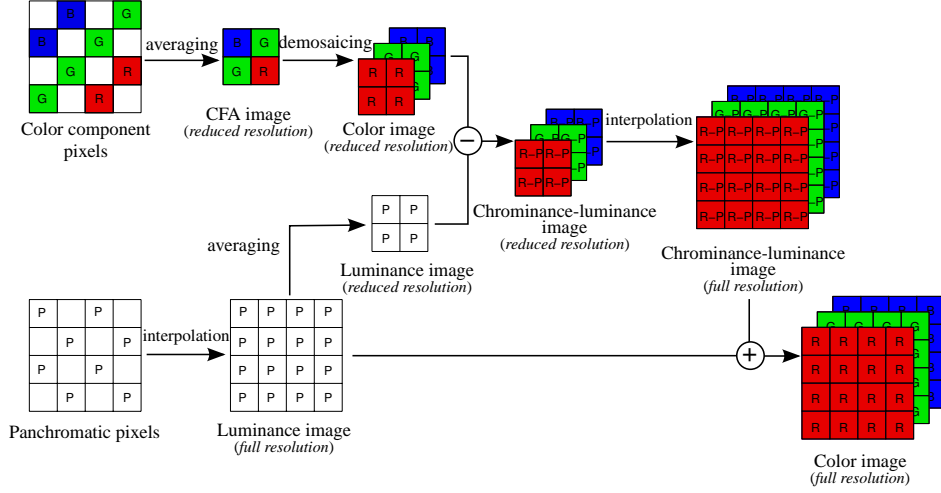 B G
B G
G R
G R
Color component
pixels
averaging
B G
G R
CFA image
(reduced resolution)
demosaicing
B B
G G
G
R R
R R
Color image
(reduced resolution)
−
B−P B−P
G−P G−P
R−P R−P
R−P R−P
Chrominance-luminance
image
(reduced resolution)
interpolation
B−P B−P B−P B−P
G−P G−P G−P G−P
R−P R−P R−P R−P
R−P R−P R−P R−P
R−P R−P R−P R−P
R−P R−P R−P R−P
Chrominance-luminance
image
(full resolution)
averaging
P P
P P
Luminance image
(reduced resolution)
P P
P P
P P
P P
Panchromatic pixels
interpolation
P P P P
P P P P
P P P P
P P P P
Luminance image
(full resolution)
+
G G G G
R R R R
R R R R
R R R R
R R R R
Color image
(full resolution)